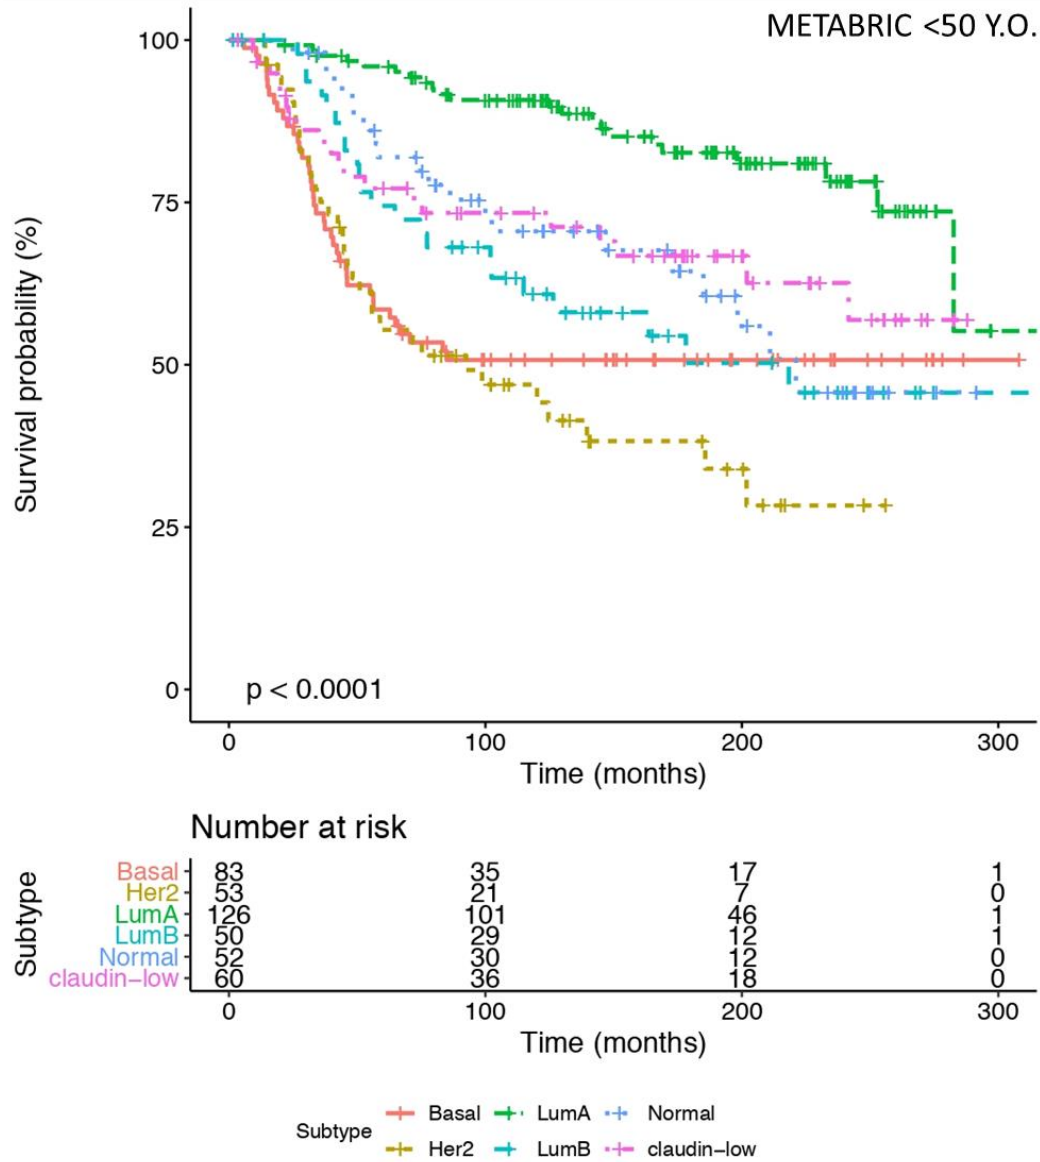 METABRIC <50 Y.O.
Survival probability (%)
100
75
50
25
0
p < 0.0001
0 100 200 300
Time (months)
Number at risk
Subtype
Basal 83 35 17 1
Her2 53 21 7 0
LumA 126 101 46 1
LumB 50 29 12 1
Normal 52 30 12 0
claudin-low 60 36 18 0
0 100 200 300
Time (months)
Subtype
Basal LumA Normal
Her2 LumB claudin-low